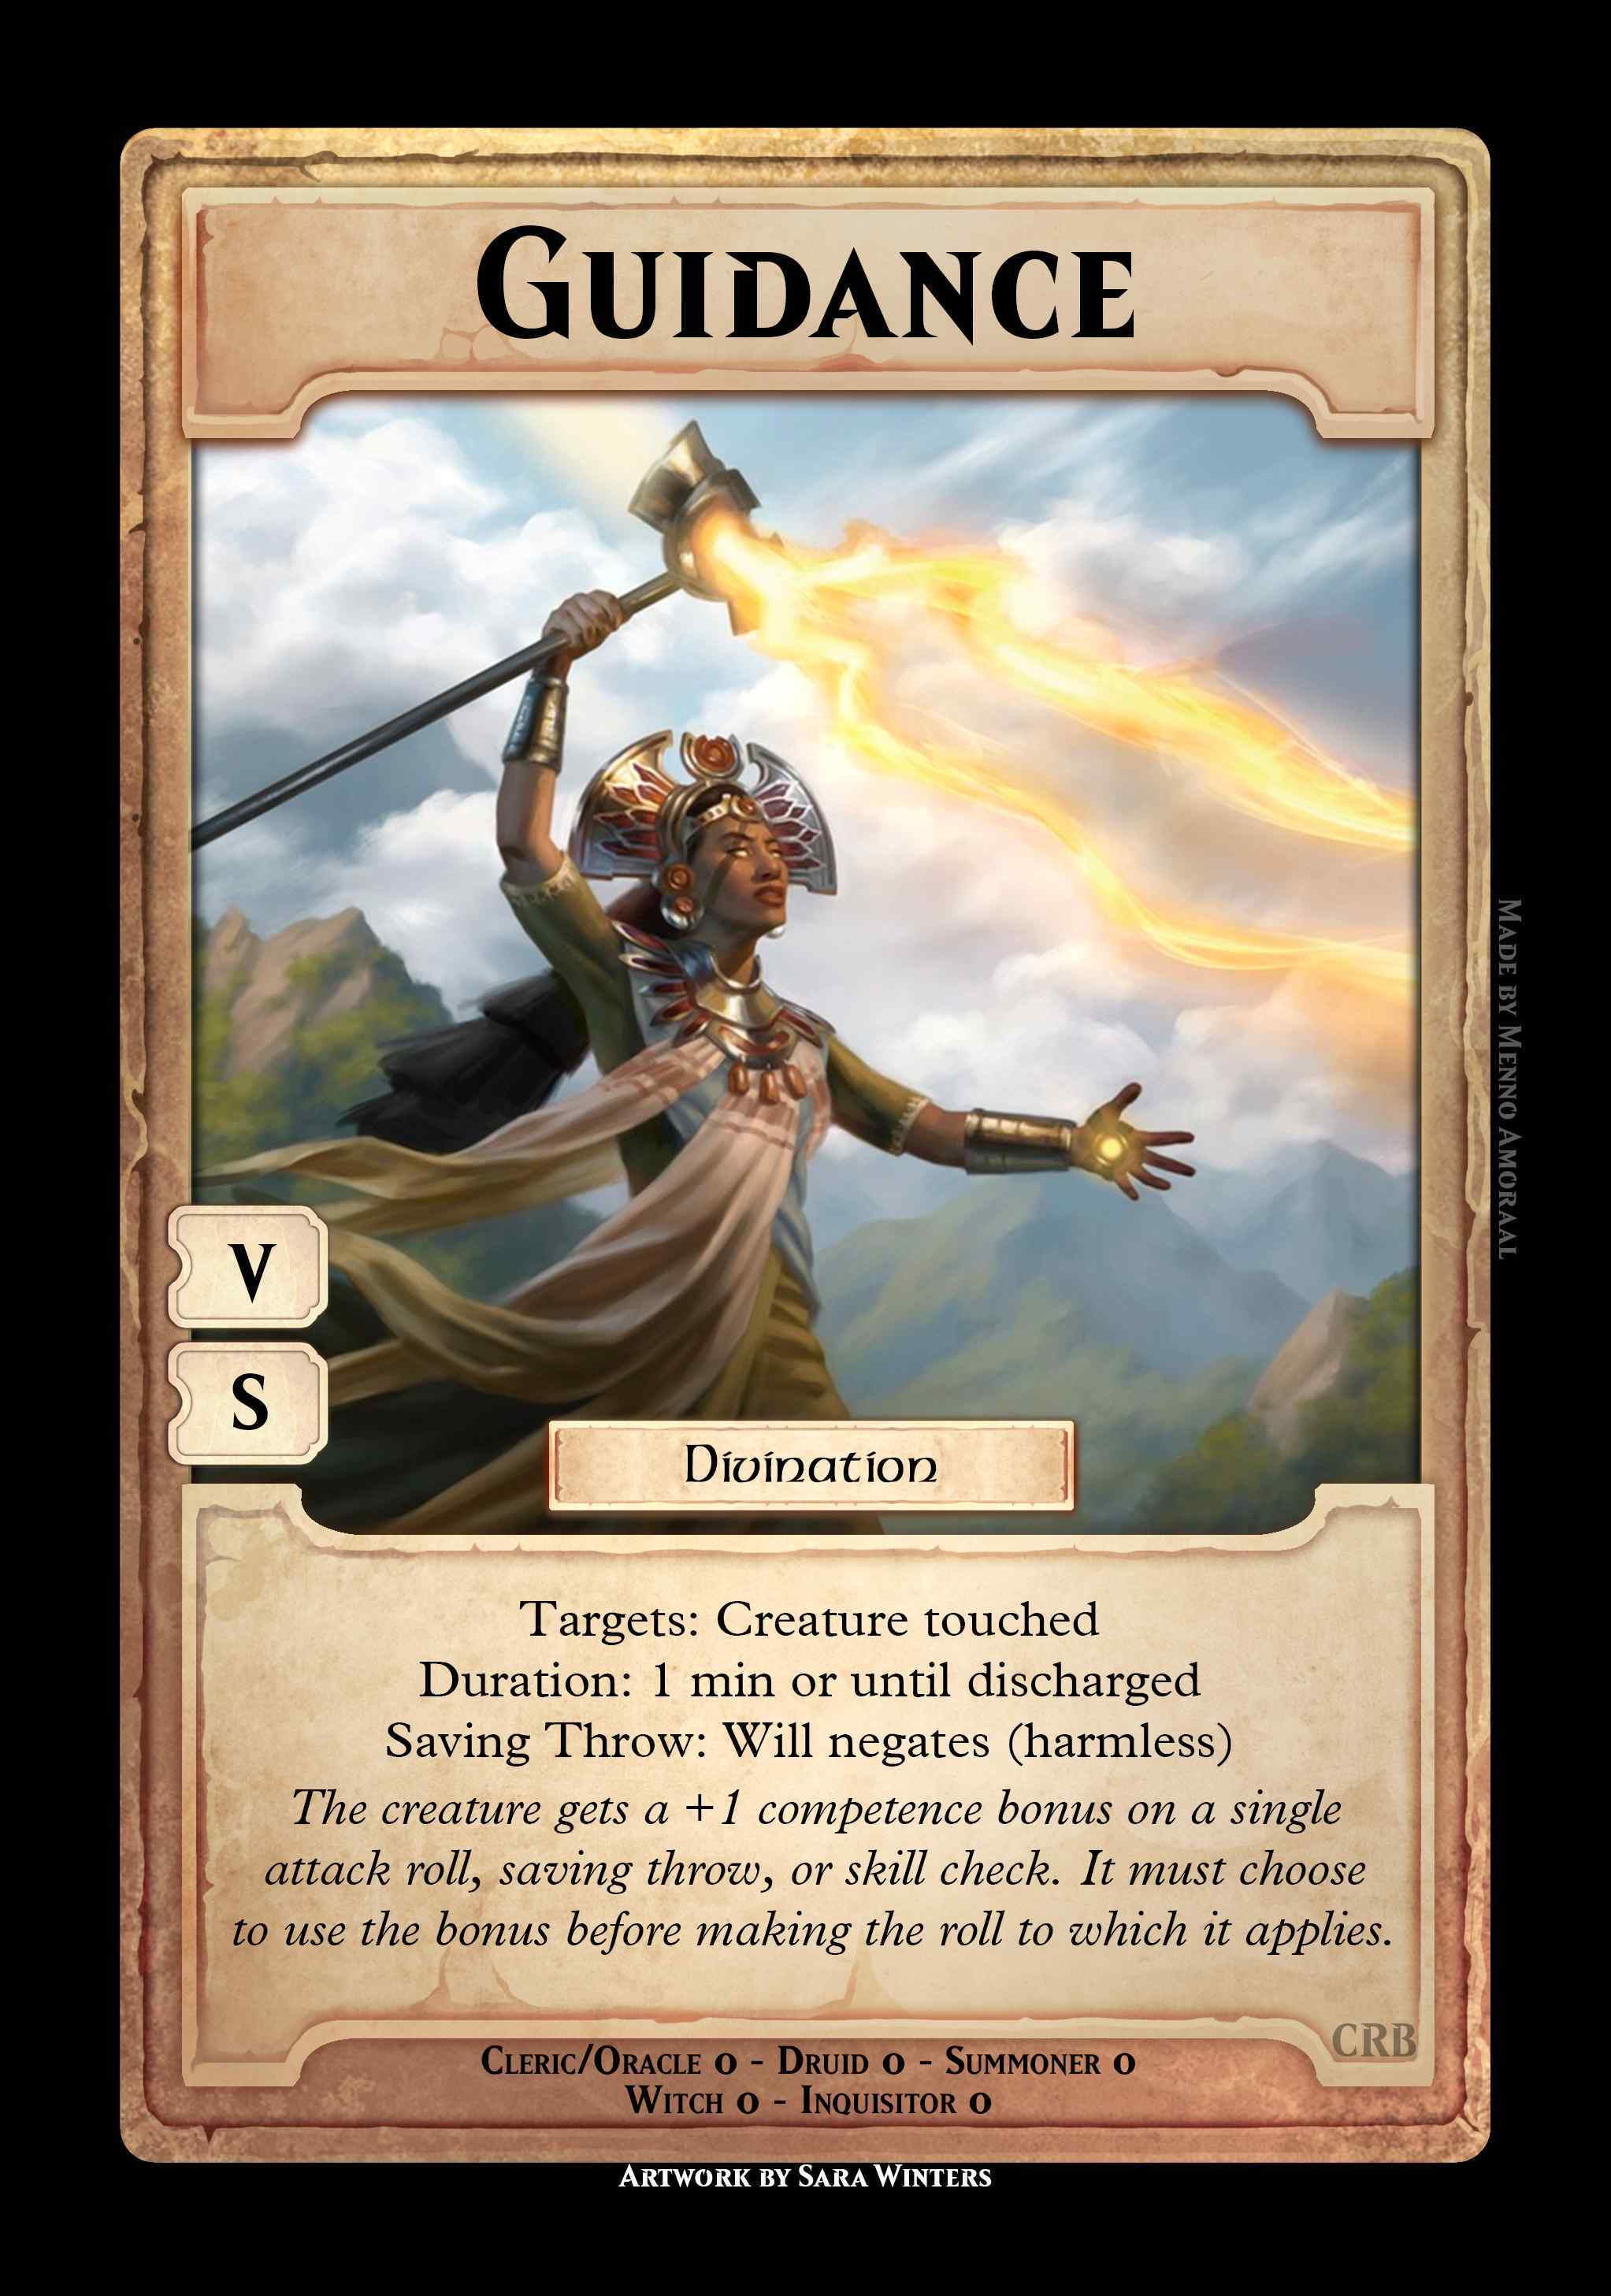 Guidance
V
S
Divination
Targets: Creature touched
Duration: 1 min or until discharged
Saving Throw: Will negates (harmless)
The creature gets a +1 competence bonus on a single
attack roll, saving throw, or skill check. It must choose
to use the bonus before making the roll to which it applies.
CRB
Cleric/Oracle 0 - Druid 0 - Summoner 0
Witch 0 - Inquisitor 0
Artwork by Sara Winters
Made by Menno Amoraal